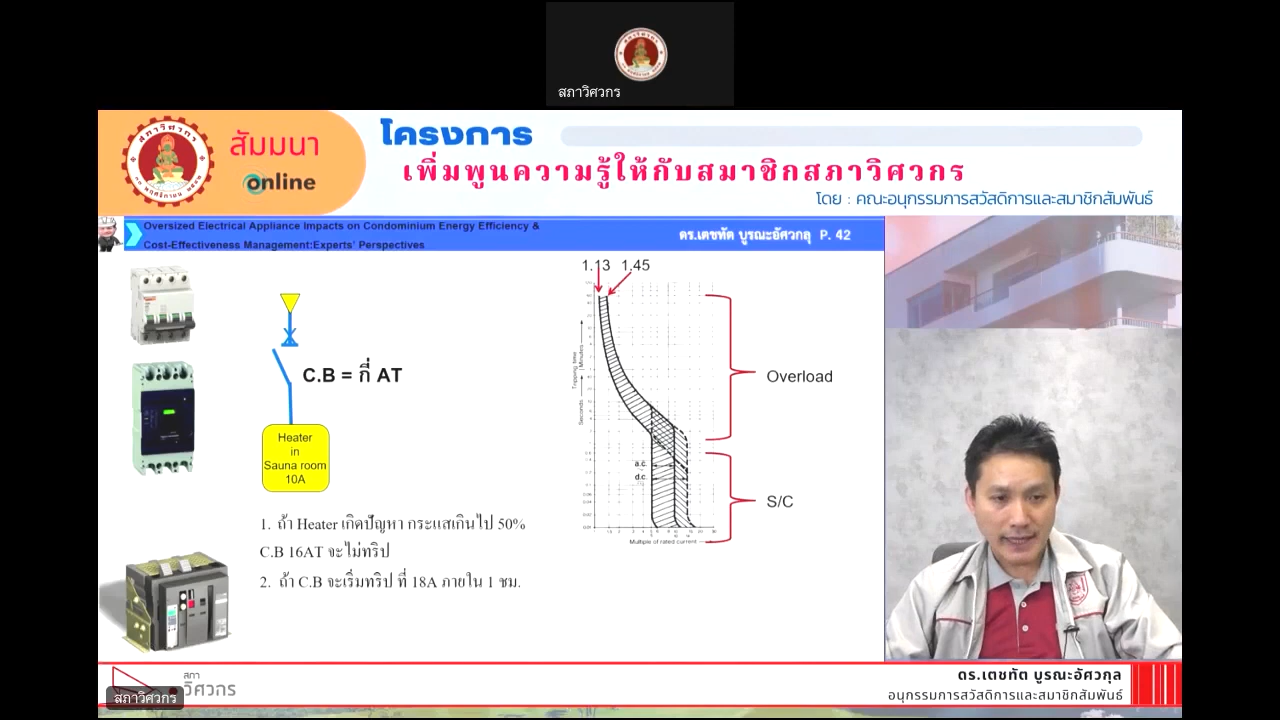 สภาวิศวกร
สัมมนา
online
โครงการ
เพิ่มพูนความรู้ให้กับสมาชิกสภาวิศวกร
โดย : คณะอนุกรรมการสวัสดิการและสมาชิกสัมพันธ์
Oversized Electrical Appliance Impacts on Condominium Energy Efficiency &
Cost-Effectiveness Management:Experts' Perspectives
ดร.เตชทัต บูรณะอัศวกลุ P. 42
1.13 1.45
C.B = กี่ AT
Heater
in
Sauna room
10A
Tripping time
Seconds
Minutes
a.c.
d.c.
Multiple of rated current
Overload
S/C
1. ถ้า Heater เกิดปัญหา กระแสเกินไป 50%
C.B 16AT จะไม่ทริป
2. ถ้า C.B จะเริ่มทริป ที่ 18A ภายใน 1 ชม.
สภา
วิศวกร
สภาวิศวกร
ดร.เตชทัต บูรณะอัศวกุล
อนุกรรมการสวัสดิการและสมาชิกสัมพันธ์